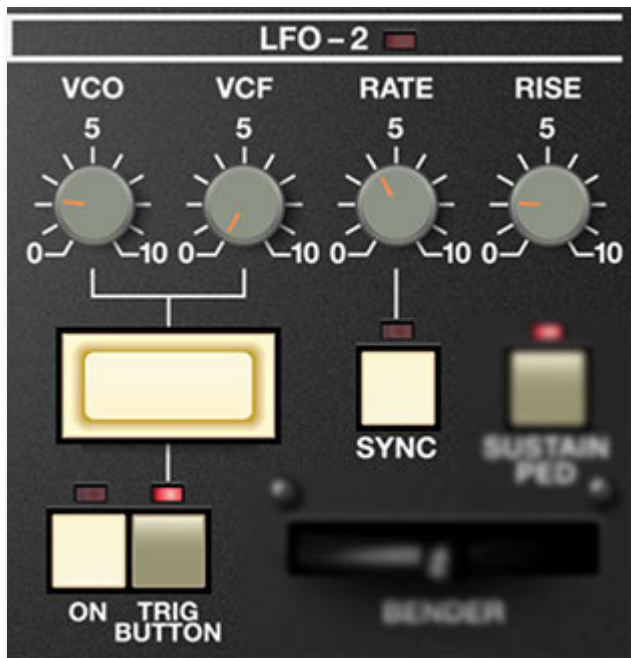 LFO – 2
VCO VCF RATE RISE
5 5 5 5
0 10 0 10 0 10 0 10
SYNC SUSTAIN
PED
ON TRIG
BUTTON
BENDER